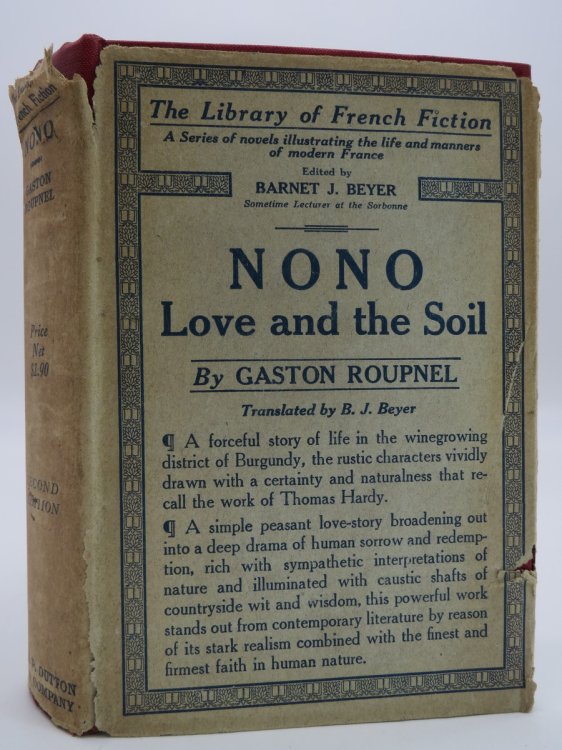 French Fiction
NONO
GASTON
ROUPNEL
Price
Net
$1.90
SECOND
EDITION
DUTTON
COMPANY
The Library of French Fiction
A Series of novels illustrating the life and manners
of modern France
Edited by
BARNET J. BEYER
Sometime Lecturer at the Sorbonne
NONO
Love and the Soil
By GASTON ROUPNEL
Translated by B. J. Beyer
¶ A forceful story of life in the winegrowing
district of Burgundy, the rustic characters vividly
drawn with a certainty and naturalness that re-
call the work of Thomas Hardy.
¶ A simple peasant love-story broadening out
into a deep drama of human sorrow and redemp-
tion, rich with sympathetic interpretations of
nature and illuminated with caustic shafts of
countryside wit and wisdom, this powerful work
stands out from contemporary literature by reason
of its stark realism combined with the finest and
firmest faith in human nature.